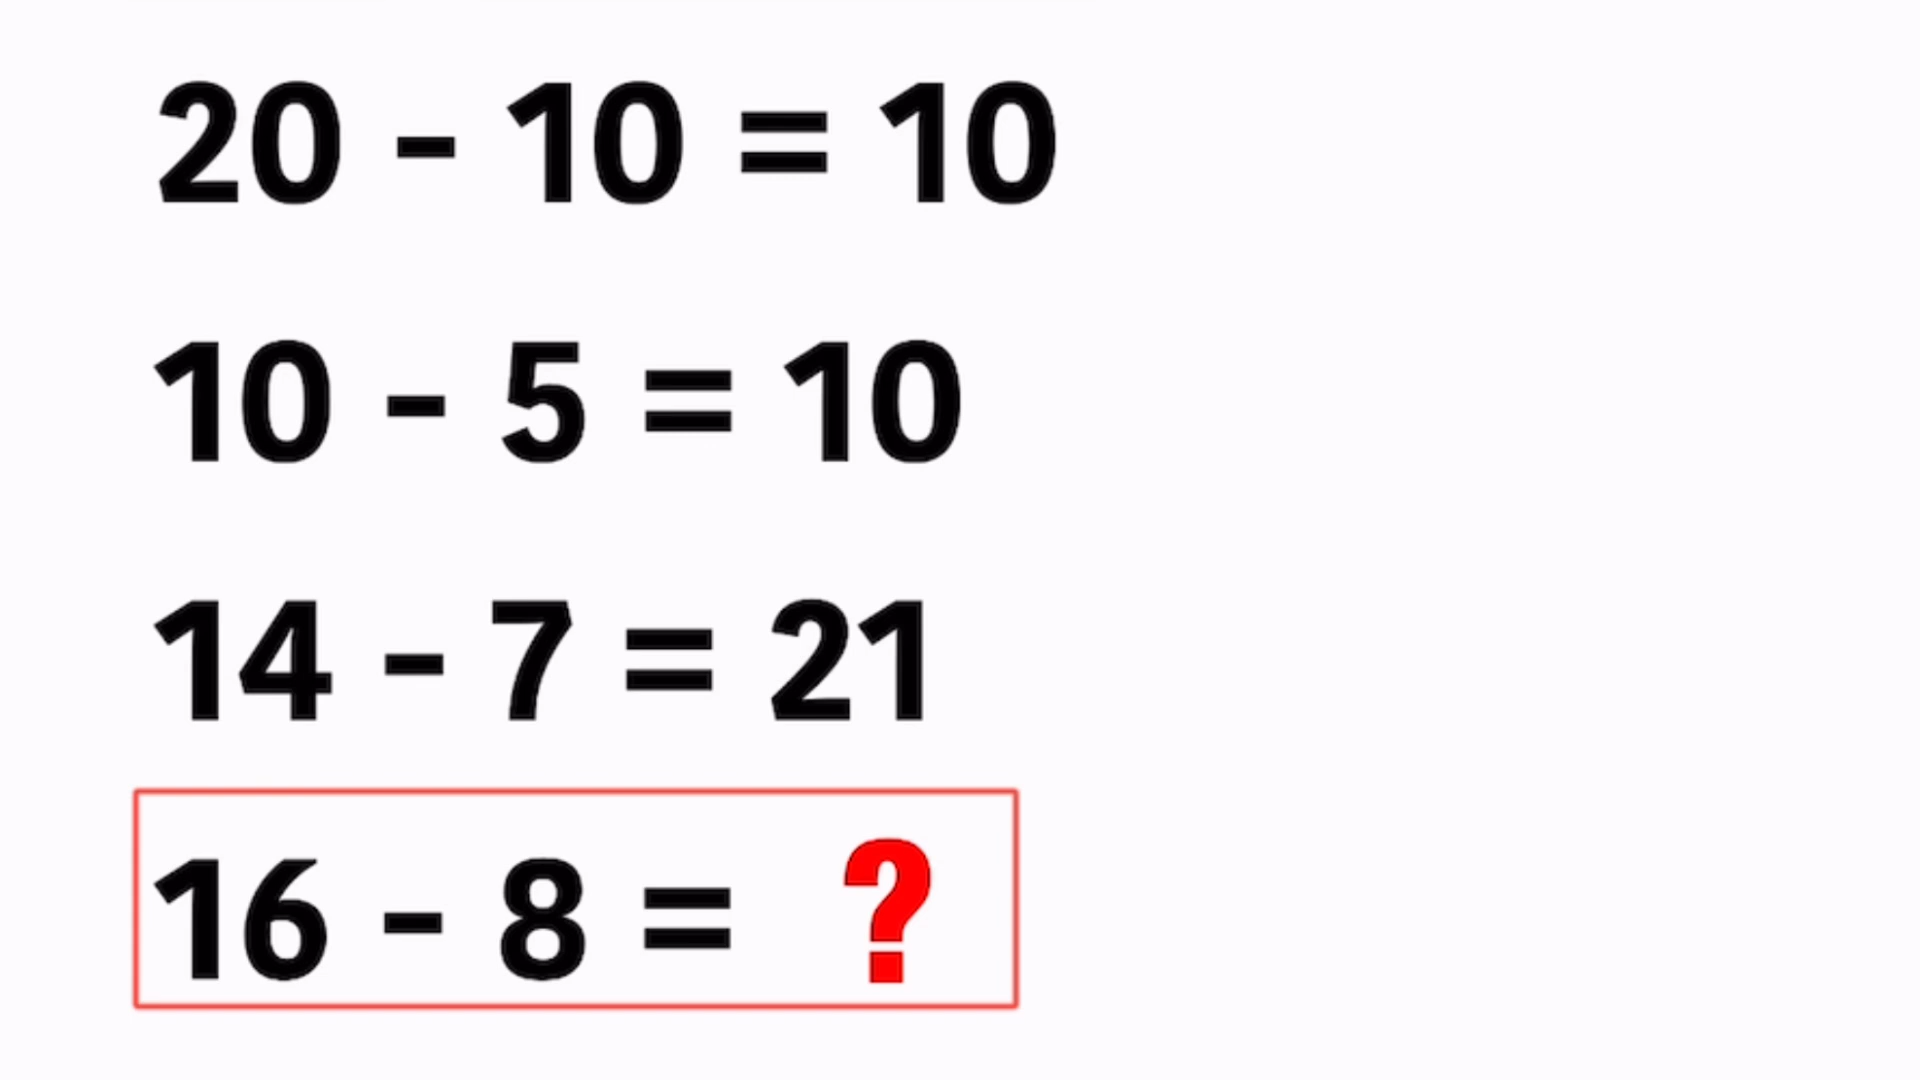 20 - 10 = 10
10 - 5 = 10
14 - 7 = 21
16 - 8 = ?